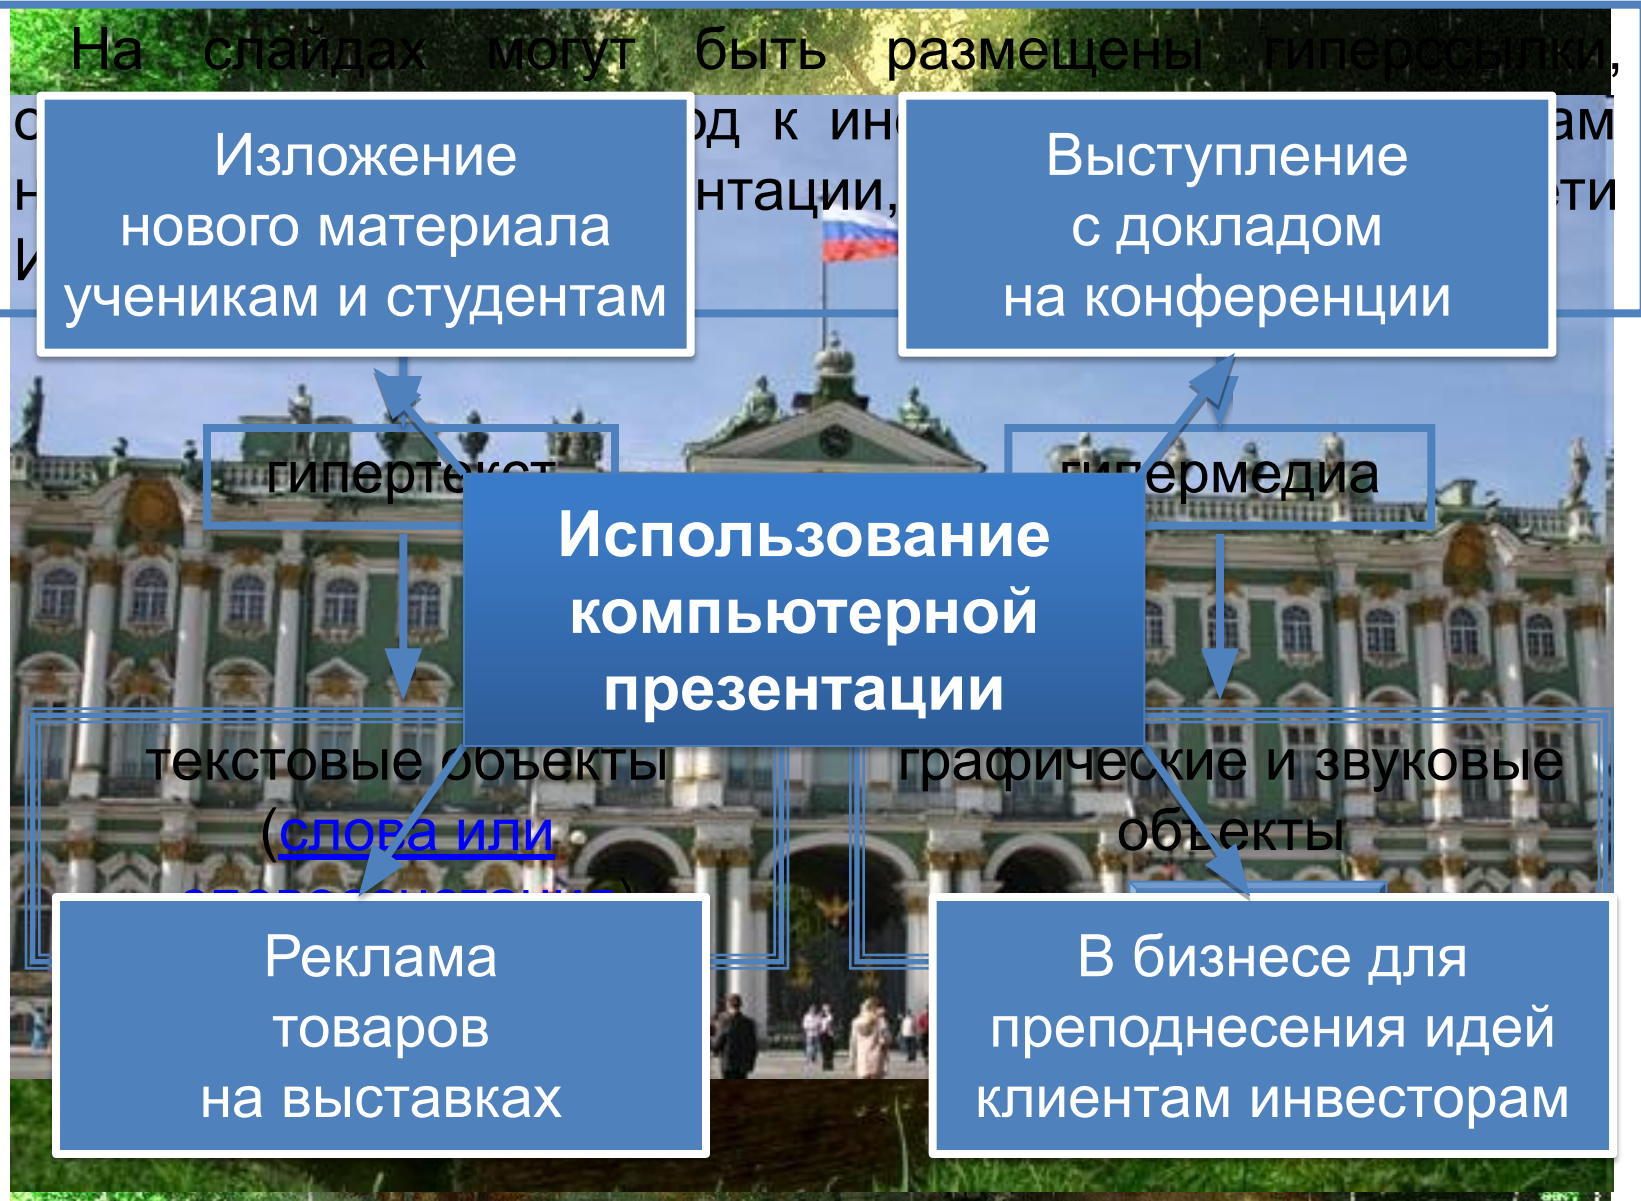 На слайдах могут быть размещены гиперссылки,
к
Изложение
нового материала
ученикам и студентам
Выступление
с докладом
на конференции
гипертекст
гипермедиа
Использование
компьютерной
презентации
текстовые объекты
(слова или
словосочетания)
графические и звуковые
объекты
Реклама
товаров
на выставках
В бизнесе для
преподнесения идей
клиентам инвесторам